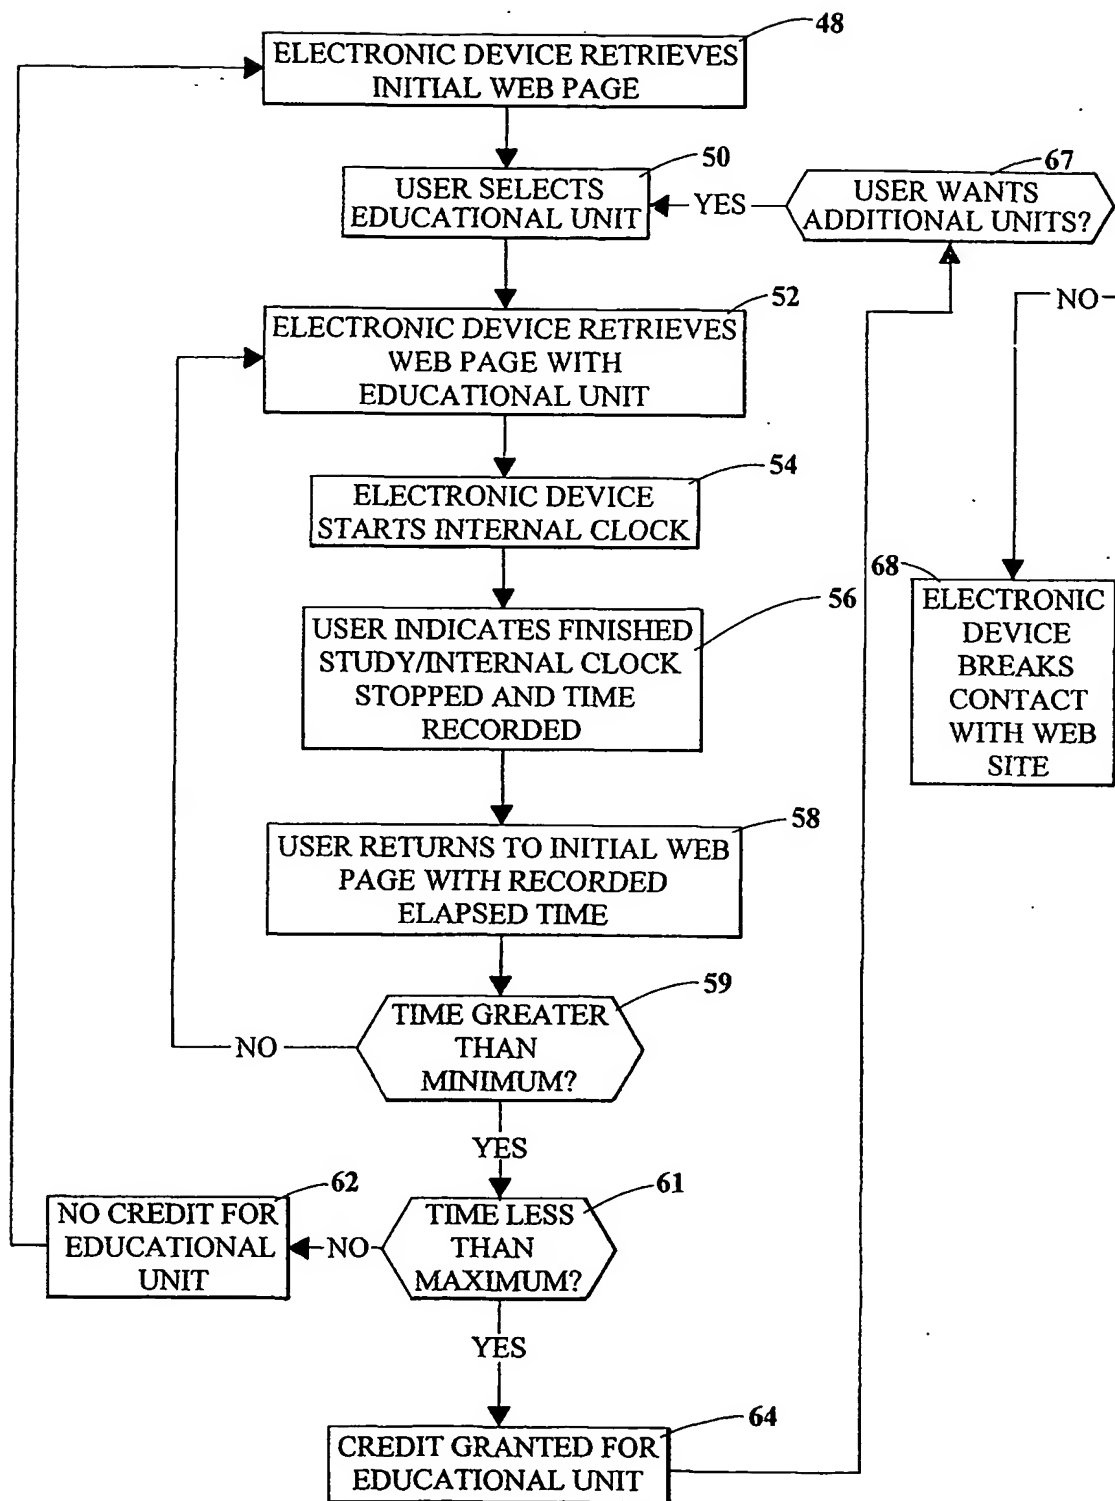 48
ELECTRONIC DEVICE RETRIEVES
INITIAL WEB PAGE
50
USER SELECTS
EDUCATIONAL UNIT
YES
67
USER WANTS
ADDITIONAL UNITS?
NO
52
ELECTRONIC DEVICE RETRIEVES
WEB PAGE WITH
EDUCATIONAL UNIT
54
ELECTRONIC DEVICE
STARTS INTERNAL CLOCK
56
USER INDICATES FINISHED
STUDY/INTERNAL CLOCK
STOPPED AND TIME
RECORDED
68
ELECTRONIC
DEVICE
BREAKS
CONTACT
WITH WEB
SITE
58
USER RETURNS TO INITIAL WEB
PAGE WITH RECORDED
ELAPSED TIME
59
TIME GREATER
THAN
MINIMUM?
NO
YES
61
TIME LESS
THAN
MAXIMUM?
NO
62
NO CREDIT FOR
EDUCATIONAL
UNIT
YES
64
CREDIT GRANTED FOR
EDUCATIONAL UNIT